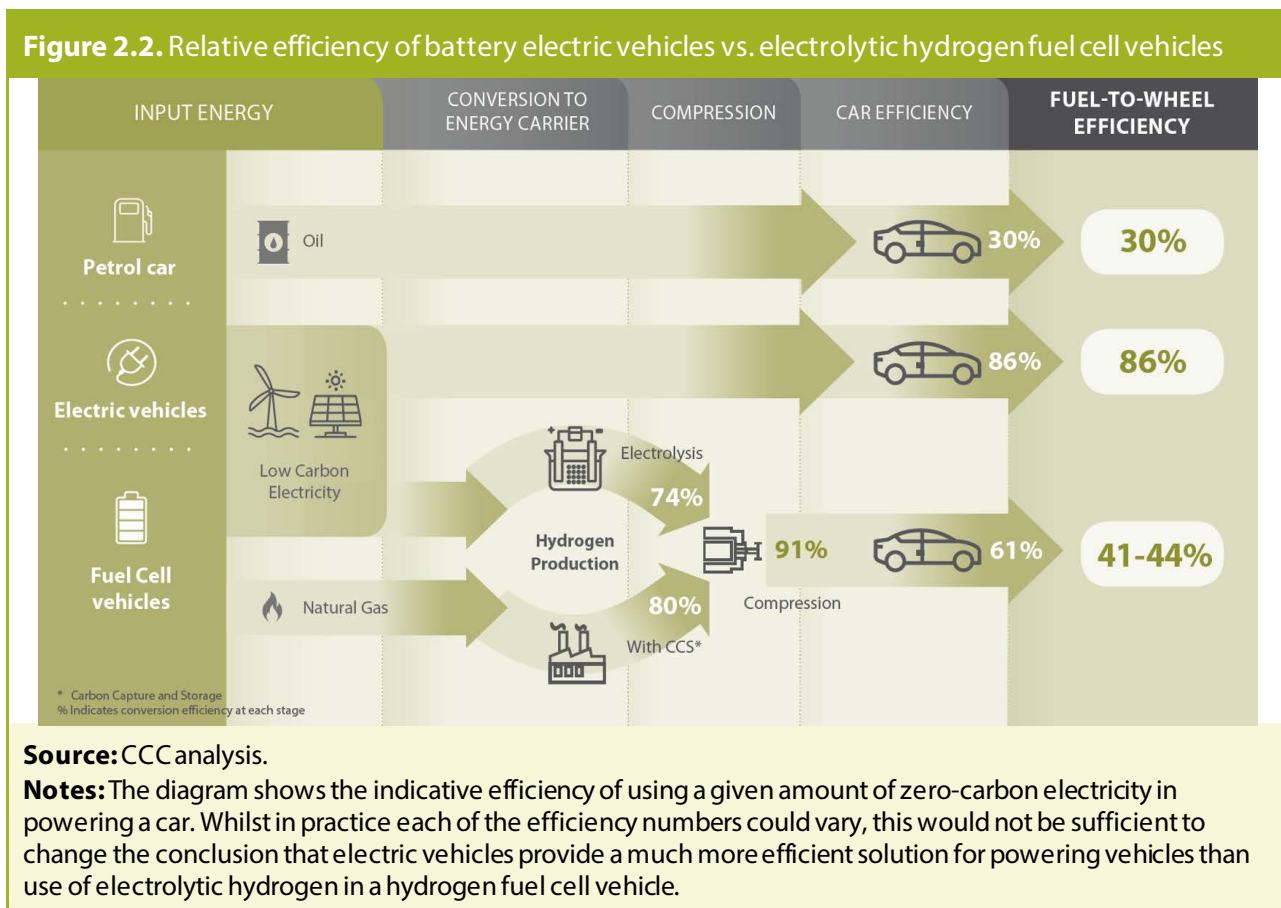 Figure 2.2. Relative efficiency of battery electric vehicles vs. electrolytic hydrogen fuel cell vehicles
INPUT ENERGY
CONVERSION TO
ENERGY CARRIER
COMPRESSION
CAR EFFICIENCY
FUEL-TO-WHEEL
EFFICIENCY
Petrol car
Oil
30%
30%
Electric vehicles
Low Carbon
Electricity
86%
86%
Fuel Cell
vehicles
Natural Gas
+ -
Electrolysis
74%
Hydrogen
Production
80%
With CCS*
91%
Compression
61%
41-44%
* Carbon Capture and Storage
% Indicates conversion efficiency at each stage
Source: CCC analysis.
Notes: The diagram shows the indicative efficiency of using a given amount of zero-carbon electricity in
powering a car. Whilst in practice each of the efficiency numbers could vary, this would not be sufficient to
change the conclusion that electric vehicles provide a much more efficient solution for powering vehicles than
use of electrolytic hydrogen in a hydrogen fuel cell vehicle.